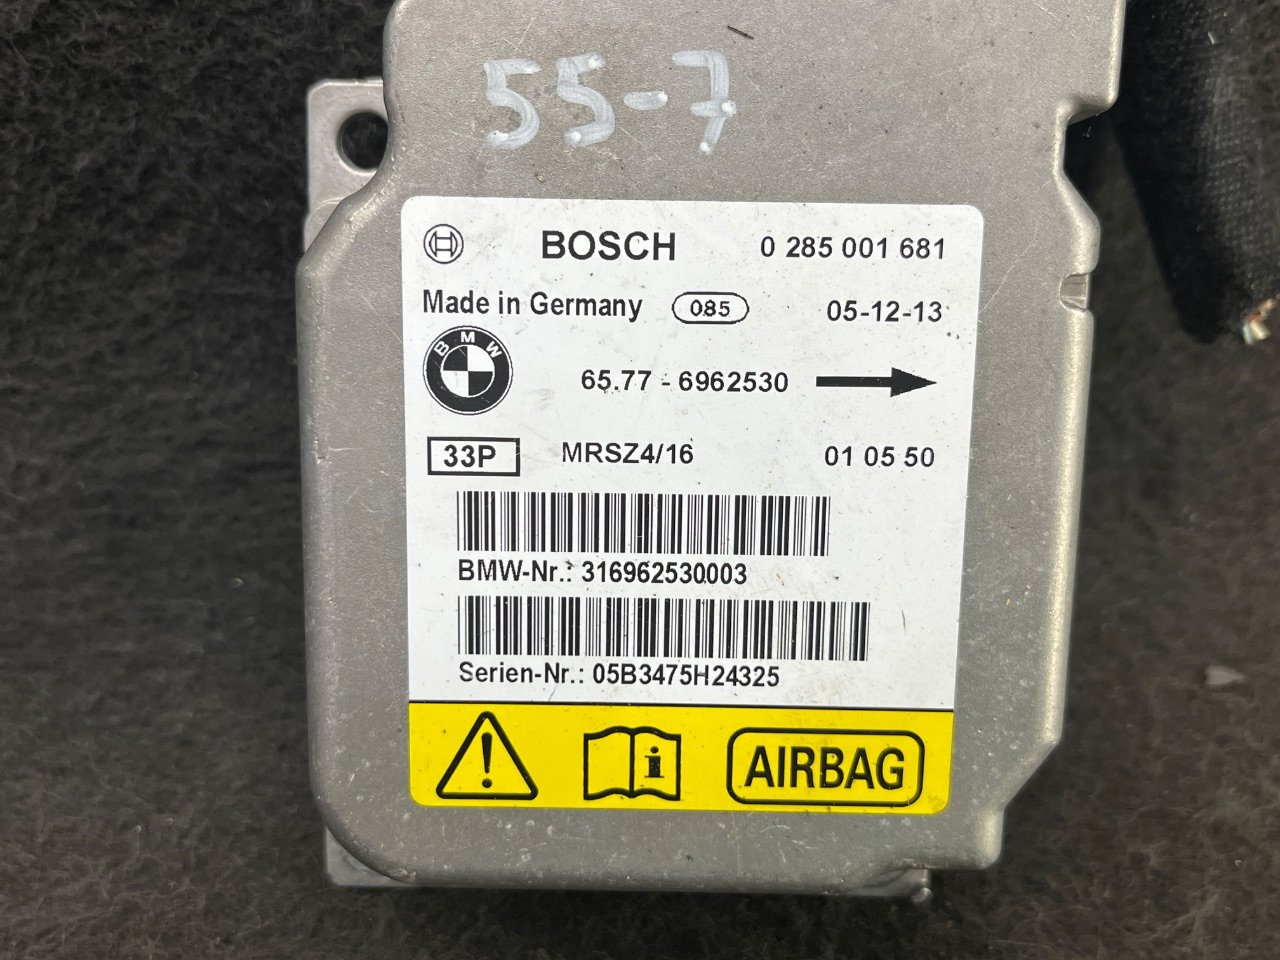 55-7
BOSCH 0 285 001 681
Made in Germany 085 05-12-13
BMW
65.77 - 6962530
33P MRSZ4/16 01 05 50
BMW-Nr.: 316962530003
Serien-Nr.: 05B3475H24325
! i AIRBAG